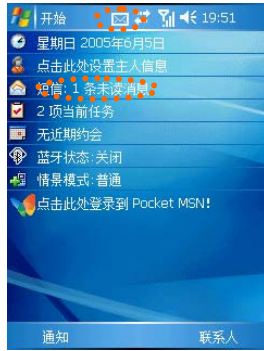 开始 19:51
星期日 2005年6月5日
点击此处设置主人信息
短信: 1 条未读消息
2 项当前任务
无近期约会
蓝牙状态:关闭
情景模式:普通
点击此处登录到 Pocket MSN!
通知 联系人